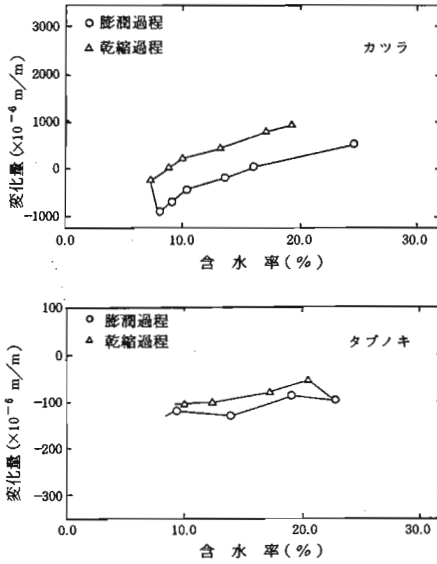 3000
2000
1000
0
-1000
変化量(×10⁻⁶ m/m)
膨潤過程
乾縮過程
カツラ
0.0 10.0 20.0 30.0
含水率(%)
100
0
-100
-200
-300
変化量(×10⁻⁶ m/m)
膨潤過程
乾縮過程
タブノキ
0.0 10.0 20.0 30.0
含水率(%)